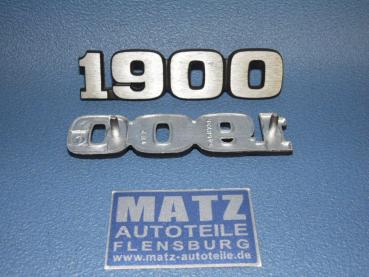 1900
MATZ
AUTOTEILE
FLENSBURG
www.matz-autoteile.de